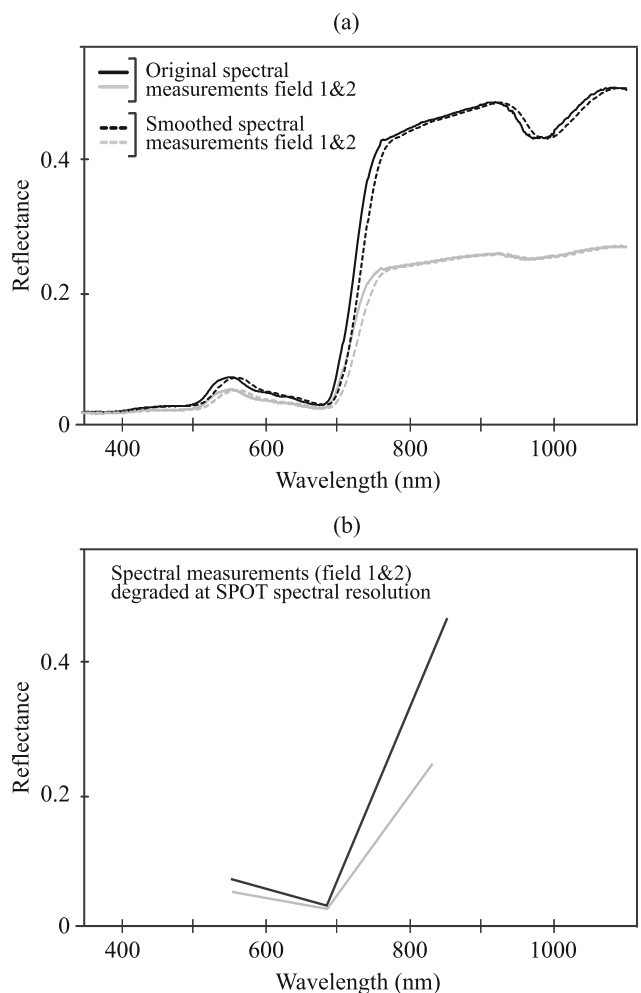 (a)
Original spectral
measurements field 1&2
Smoothed spectral
measurements field 1&2
0.4
0.2
0
Reflectance
400
600
800
1000
Wavelength (nm)
(b)
Spectral measurements (field 1&2)
degraded at SPOT spectral resolution
0.4
0.2
0
Reflectance
400
600
800
1000
Wavelength (nm)